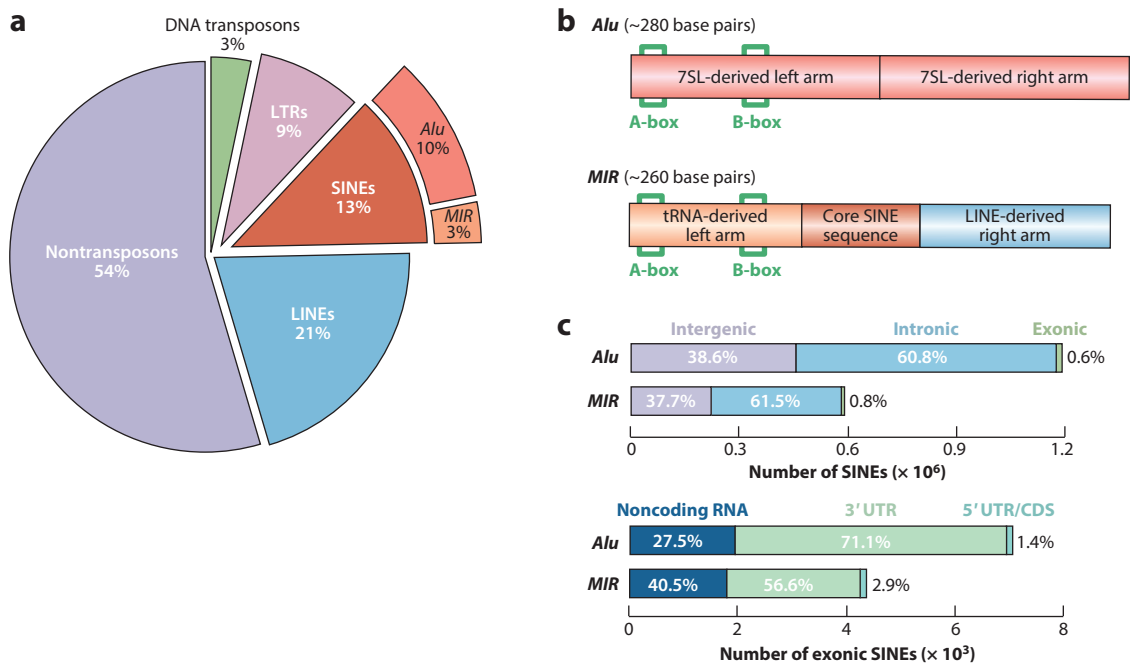 a
DNA transposons
3%
LTRs
9%
Alu
10%
SINEs
13%
MIR
3%
Nontransposons
54%
LINEs
21%
b
Alu (~280 base pairs)
7SL-derived left arm
7SL-derived right arm
A-box
B-box
MIR (~260 base pairs)
tRNA-derived
left arm
Core SINE
sequence
LINE-derived
right arm
A-box
B-box
c
Intergenic
Intronic
Exonic
Alu
38.6%
60.8%
0.6%
MIR
37.7%
61.5%
0.8%
0
0.3
0.6
0.9
1.2
Number of SINEs (× 10⁶)
Noncoding RNA
3′ UTR
5′ UTR/CDS
Alu
27.5%
71.1%
1.4%
MIR
40.5%
56.6%
2.9%
0
2
4
6
8
Number of exonic SINEs (× 10³)